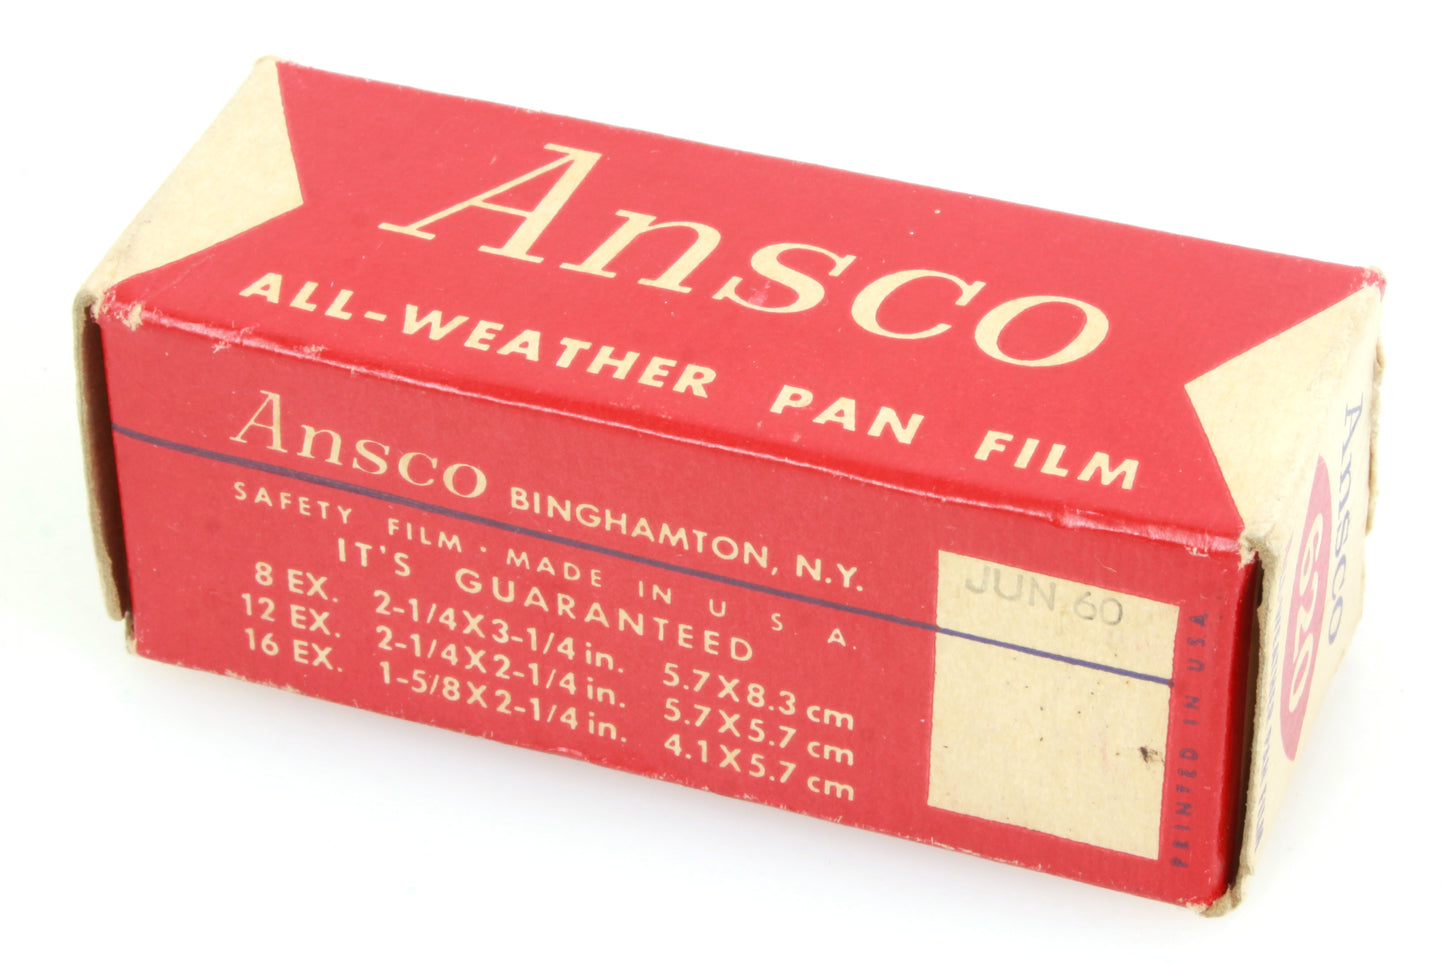 Ansco
ALL-WEATHER PAN FILM
Ansco BINGHAMTON, N.Y.
SAFETY FILM · MADE IN U S A.
IT'S GUARANTEED
8 EX. 2-1/4X3-1/4 in. 5.7X8.3 cm
12 EX. 2-1/4X2-1/4 in. 5.7X5.7 cm
16 EX. 1-5/8X2-1/4 in. 4.1X5.7 cm
JUN 60
PRINTED IN U.S.A.
Ansco
620